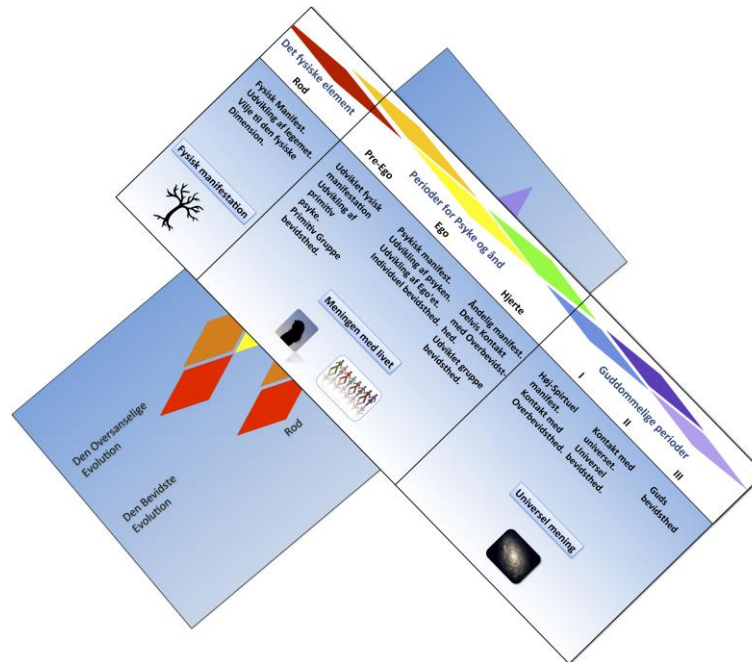 Det fysiske element
Rod
Fysisk Manifest.
Udvikling af legemet.
Vilje til den fysiske
Dimension.
Fysisk manifestation
Perioder for Psyke og ånd
Pre-Ego
Udviklet fysisk
manifestation
Udvikling af
primitiv
psyke.
Primitiv Gruppe
bevidsthed.
Ego
Psykisk manifest.
Udvikling af psyken.
Udvikling af Ego'et.
Individuel bevidsthed.
Hjerte
Åndelig manifest.
Delvis Kontakt
med Overbevidst-
hed.
Udviklet gruppe
bevidsthed.
Meningen med livet
Guddommelige perioder
I
Høj-Spirtuel
manifest.
Kontakt med
Overbevidsthed.
II
Kontakt med
universet.
Universel
bevidsthed.
III
Guds
bevidsthed
Universel mening
Den Oversanselige
Evolution
Den Bevidste
Evolution
Rod